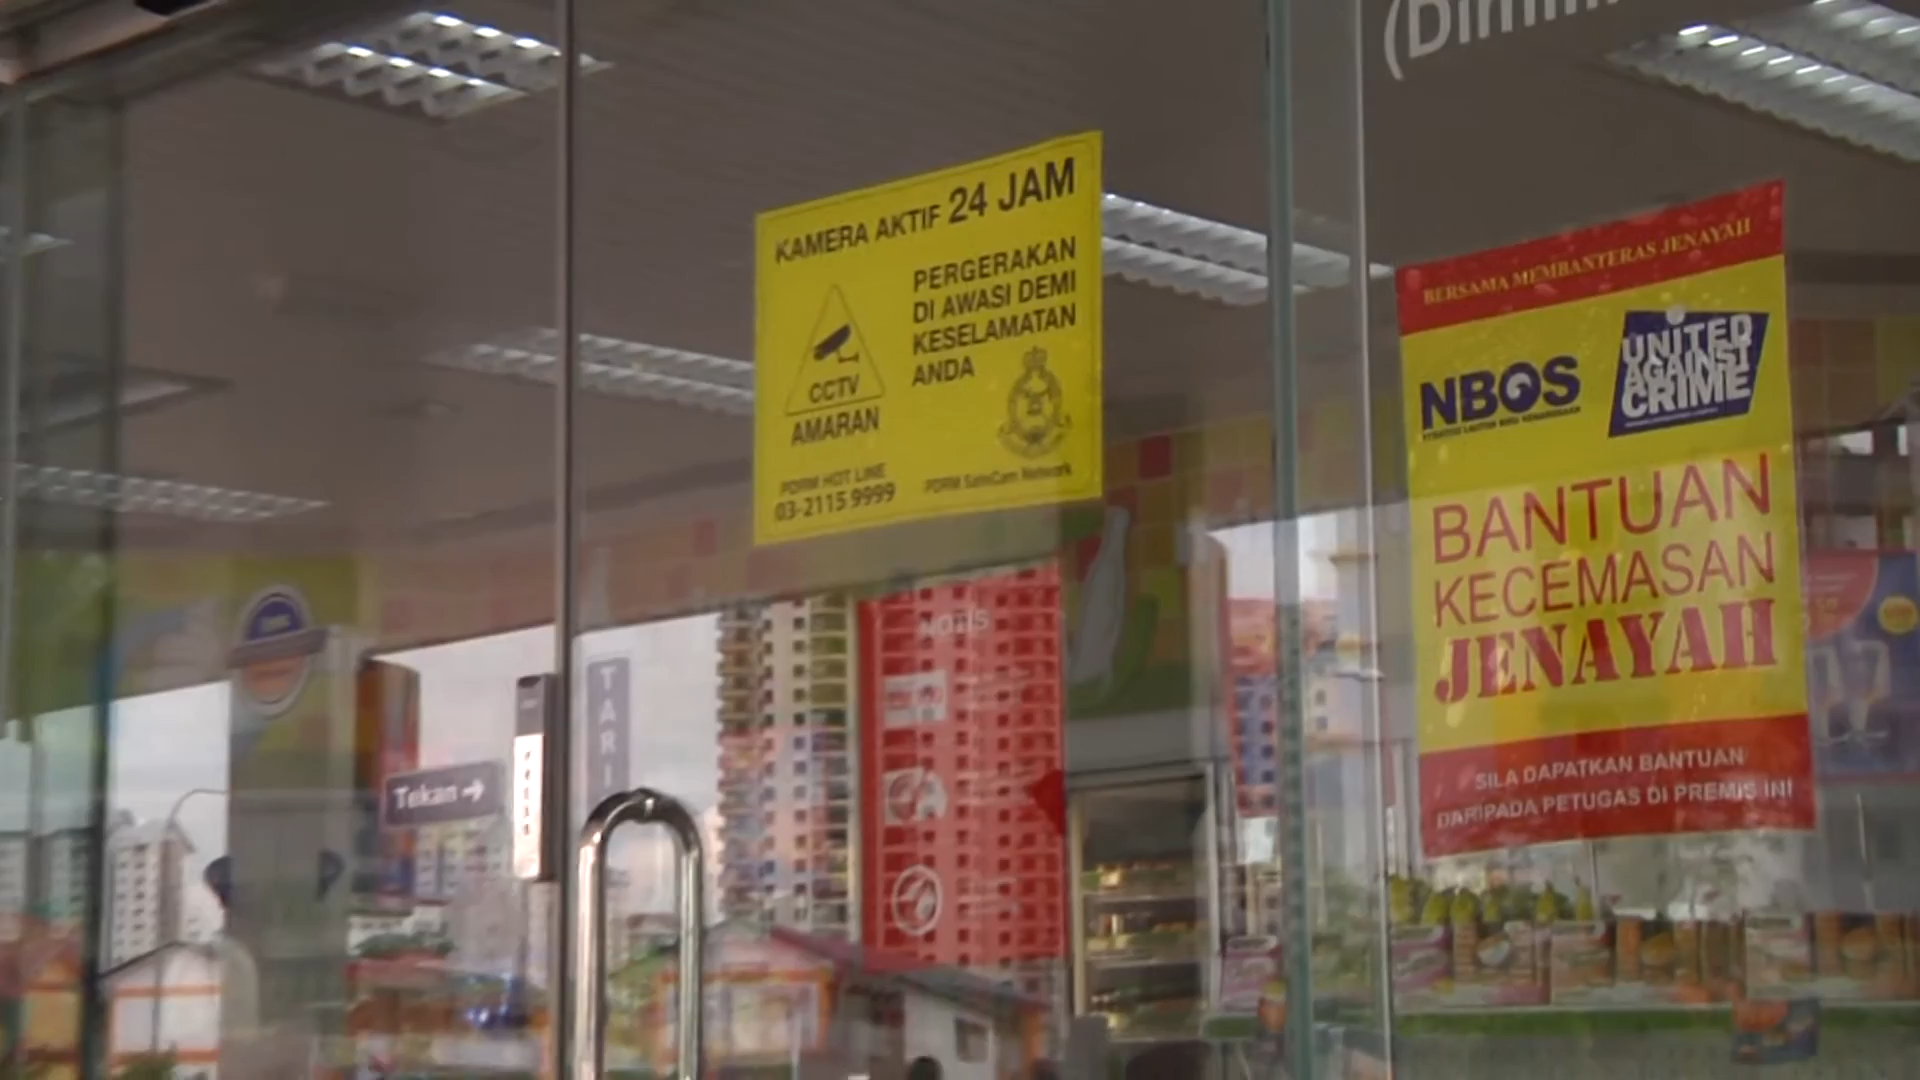 KAMERA AKTIF 24 JAM
PERGERAKAN
DI AWASI DEMI
KESELAMATAN
ANDA
CCTV
AMARAN
PDRM HOT LINE
03-2115 9999
PDRM SafeCam Network
BERSAMA MEMBANTERAS JENAYAH
NBOS
UNITED
AGAINST
CRIME
BANTUAN
KECEMASAN
JENAYAH
SILA DAPATKAN BANTUAN
DARIPADA PETUGAS DI PREMIS INI
Tekan →
TARI